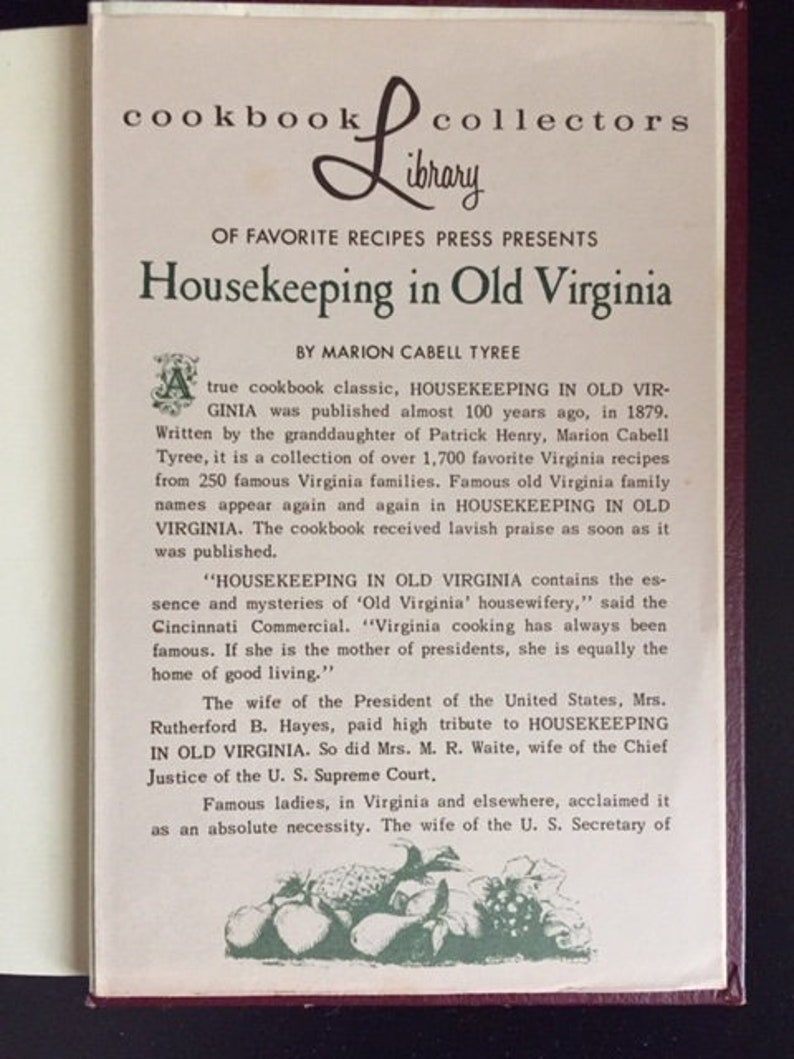 cookbook collectors
Library
OF FAVORITE RECIPES PRESS PRESENTS
Housekeeping in Old Virginia
BY MARION CABELL TYREE
A true cookbook classic, HOUSEKEEPING IN OLD VIR-
GINIA was published almost 100 years ago, in 1879.
Written by the granddaughter of Patrick Henry, Marion Cabell
Tyree, it is a collection of over 1,700 favorite Virginia recipes
from 250 famous Virginia families. Famous old Virginia family
names appear again and again in HOUSEKEEPING IN OLD
VIRGINIA. The cookbook received lavish praise as soon as it
was published.
"HOUSEKEEPING IN OLD VIRGINIA contains the es-
sence and mysteries of 'Old Virginia' housewifery," said the
Cincinnati Commercial. "Virginia cooking has always been
famous. If she is the mother of presidents, she is equally the
home of good living."
The wife of the President of the United States, Mrs.
Rutherford B. Hayes, paid high tribute to HOUSEKEEPING
IN OLD VIRGINIA. So did Mrs. M. R. Waite, wife of the Chief
Justice of the U. S. Supreme Court.
Famous ladies, in Virginia and elsewhere, acclaimed it
as an absolute necessity. The wife of the U. S. Secretary of